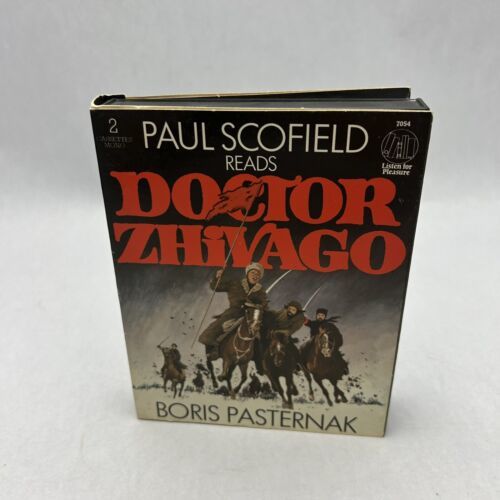 2
CASSETTES
MONO
PAUL SCOFIELD
READS
7054
Listen for
Pleasure
DOCTOR
ZHiVAGO
BORIS PASTERNAK